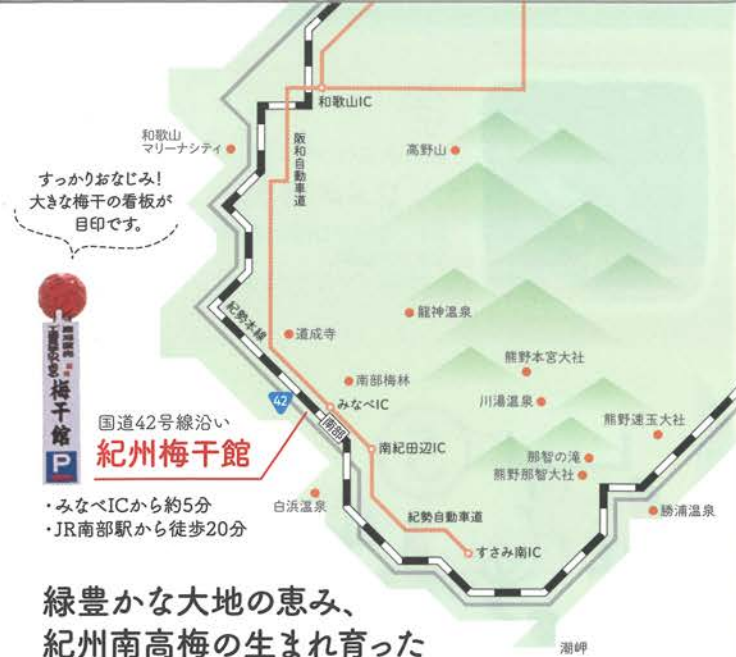 和歌山IC
和歌山
マリーナシティ
阪和自動車道
高野山
すっかりおなじみ!
大きな梅干の看板が
目印です。
紀勢本線
道成寺
龍神温泉
熊野本宮大社
南部梅林
みなべIC
川湯温泉
42
南部
熊野速玉大社
国道42号線沿い
紀州梅干館
南紀田辺IC
那智の滝
熊野那智大社
梅干館
P
・みなべICから約5分
・JR南部駅から徒歩20分
白浜温泉
紀勢自動車道
勝浦温泉
すさみ南IC
緑豊かな大地の恵み、
紀州南高梅の生まれ育った
潮岬